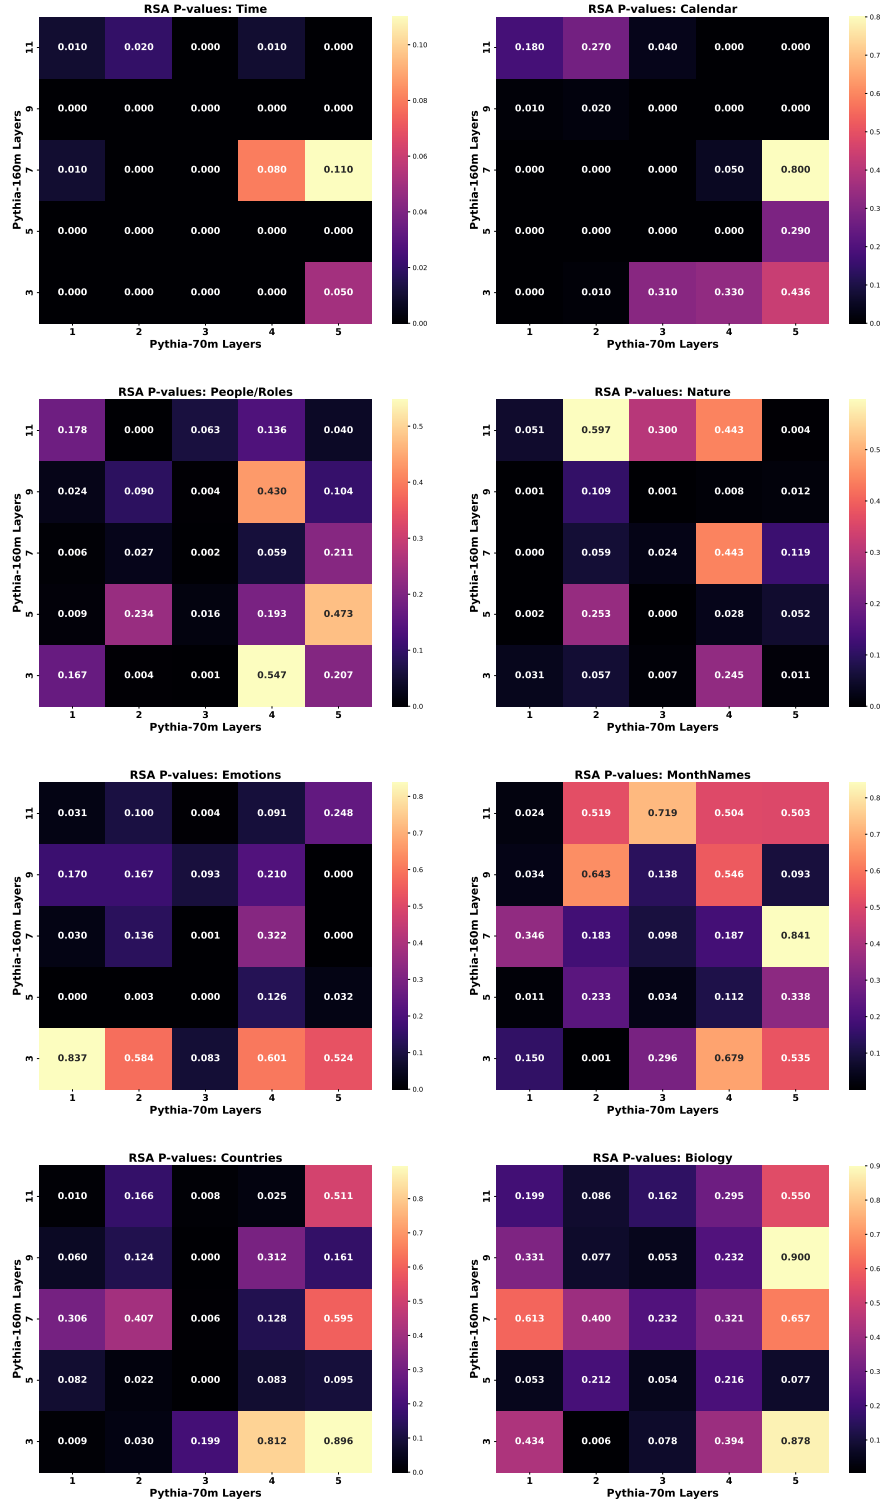 RSA P-values: Time
Pythia-160m Layers
11 0.010 0.020 0.000 0.010 0.000
9 0.000 0.000 0.000 0.000 0.000
7 0.010 0.000 0.000 0.080 0.110
5 0.000 0.000 0.000 0.000 0.000
3 0.000 0.000 0.000 0.000 0.050
1 2 3 4 5
Pythia-70m Layers
0.10
0.08
0.06
0.04
0.02
0.00
RSA P-values: Calendar
Pythia-160m Layers
11 0.180 0.270 0.040 0.000 0.000
9 0.010 0.020 0.000 0.000 0.000
7 0.000 0.000 0.000 0.050 0.800
5 0.000 0.000 0.000 0.000 0.290
3 0.000 0.010 0.310 0.330 0.436
1 2 3 4 5
Pythia-70m Layers
0.8
0.7
0.6
0.5
0.4
0.3
0.2
0.1
0.0
RSA P-values: People/Roles
Pythia-160m Layers
11 0.178 0.000 0.063 0.136 0.040
9 0.024 0.090 0.004 0.430 0.104
7 0.006 0.027 0.002 0.059 0.211
5 0.009 0.234 0.016 0.193 0.473
3 0.167 0.004 0.001 0.547 0.207
1 2 3 4 5
Pythia-70m Layers
0.5
0.4
0.3
0.2
0.1
0.0
RSA P-values: Nature
Pythia-160m Layers
11 0.051 0.597 0.300 0.443 0.004
9 0.001 0.109 0.001 0.008 0.012
7 0.000 0.059 0.024 0.443 0.119
5 0.002 0.253 0.000 0.028 0.052
3 0.031 0.057 0.007 0.245 0.011
1 2 3 4 5
Pythia-70m Layers
0.5
0.4
0.3
0.2
0.1
0.0
RSA P-values: Emotions
Pythia-160m Layers
11 0.031 0.100 0.004 0.091 0.248
9 0.170 0.167 0.093 0.210 0.000
7 0.030 0.136 0.001 0.322 0.000
5 0.000 0.003 0.000 0.126 0.032
3 0.837 0.584 0.083 0.601 0.524
1 2 3 4 5
Pythia-70m Layers
0.8
0.7
0.6
0.5
0.4
0.3
0.2
0.1
0.0
RSA P-values: MonthNames
Pythia-160m Layers
11 0.024 0.519 0.719 0.504 0.503
9 0.034 0.643 0.138 0.546 0.093
7 0.346 0.183 0.098 0.187 0.841
5 0.011 0.233 0.034 0.112 0.338
3 0.150 0.001 0.296 0.679 0.535
1 2 3 4 5
Pythia-70m Layers
0.8
0.7
0.6
0.5
0.4
0.3
0.2
0.1
RSA P-values: Countries
Pythia-160m Layers
11 0.010 0.166 0.008 0.025 0.511
9 0.060 0.124 0.000 0.312 0.161
7 0.306 0.407 0.006 0.128 0.595
5 0.082 0.022 0.000 0.083 0.095
3 0.009 0.030 0.199 0.812 0.896
1 2 3 4 5
Pythia-70m Layers
0.8
0.7
0.6
0.5
0.4
0.3
0.2
0.1
0.0
RSA P-values: Biology
Pythia-160m Layers
11 0.199 0.086 0.162 0.295 0.550
9 0.331 0.077 0.053 0.232 0.900
7 0.613 0.400 0.232 0.321 0.657
5 0.053 0.212 0.054 0.216 0.077
3 0.434 0.006 0.078 0.394 0.878
1 2 3 4 5
Pythia-70m Layers
0.9
0.8
0.7
0.6
0.5
0.4
0.3
0.2
0.1